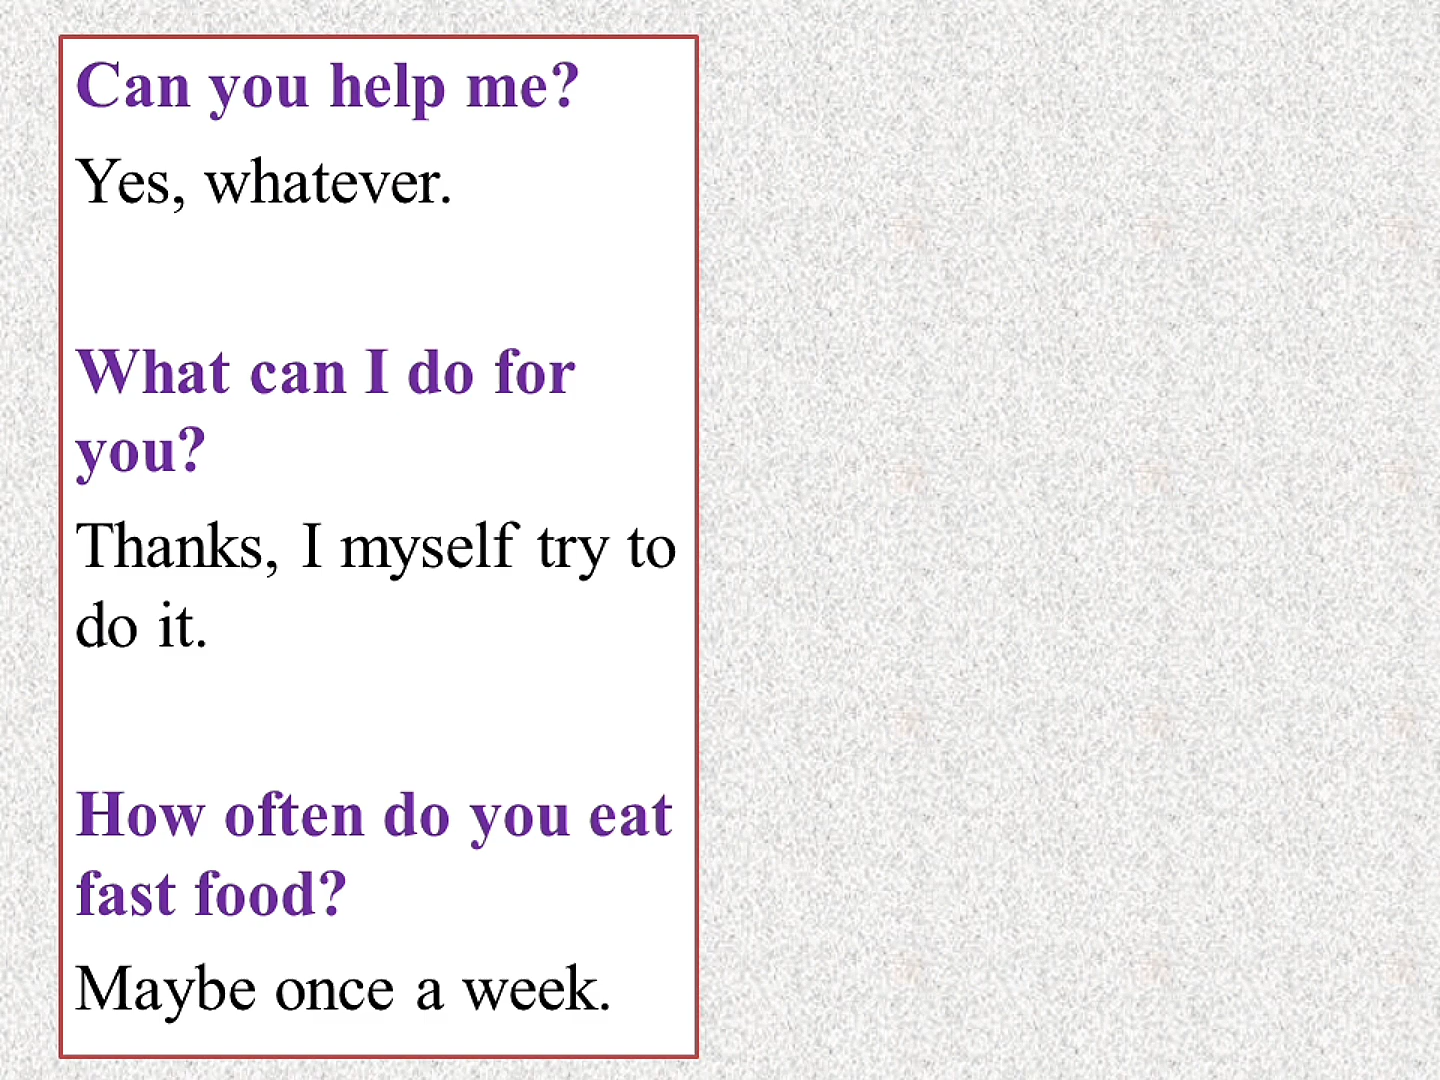 Can you help me?
Yes, whatever.
What can I do for
you?
Thanks, I myself try to
do it.
How often do you eat
fast food?
Maybe once a week.